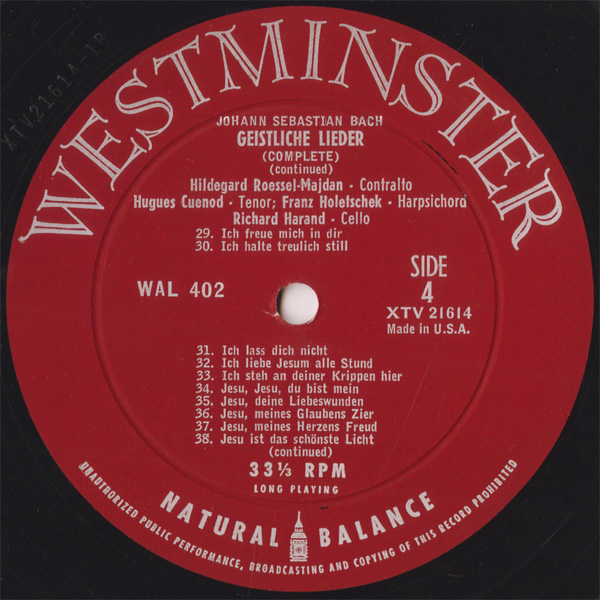 XTV21614-1P
WESTMINSTER
JOHANN SEBASTIAN BACH
GEISTLICHE LIEDER
(COMPLETE)
(continued)
Hildegard Roessel-Majdan - Contralto
Hugues Cuenod - Tenor; Franz Holetschek - Harpsichord
Richard Harand - Cello
29. Ich freue mich in dir
30. Ich halte treulich still
WAL 402
SIDE
4
XTV 21614
Made in U.S.A.
31. Ich lass dich nicht
32. Ich liebe Jesum alle Stund
33. Ich steh an deiner Krippen hier
34. Jesu, Jesu, du bist mein
35. Jesu, deine Liebeswunden
36. Jesu, meines Glaubens Zier
37. Jesu, meines Herzens Freud
38. Jesu ist das schönste Licht
(continued)
33⅓ RPM
LONG PLAYING
NATURAL BALANCE
UNAUTHORIZED PUBLIC PERFORMANCE, BROADCASTING AND COPYING OF THIS RECORD PROHIBITED